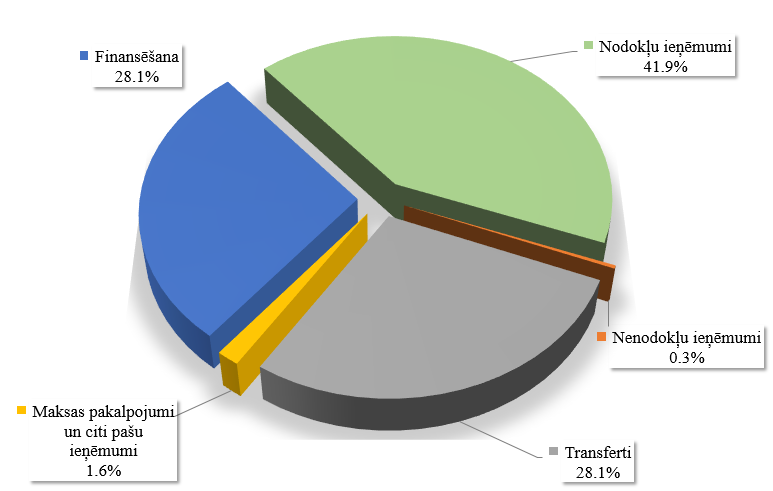 Nodokļu ieņēmumi
41.9%
Finansēšana
28.1%
Nenodokļu ieņēmumi
0.3%
Maksas pakalpojumi
un citi pašu
ieņēmumi
1.6%
Transferti
28.1%